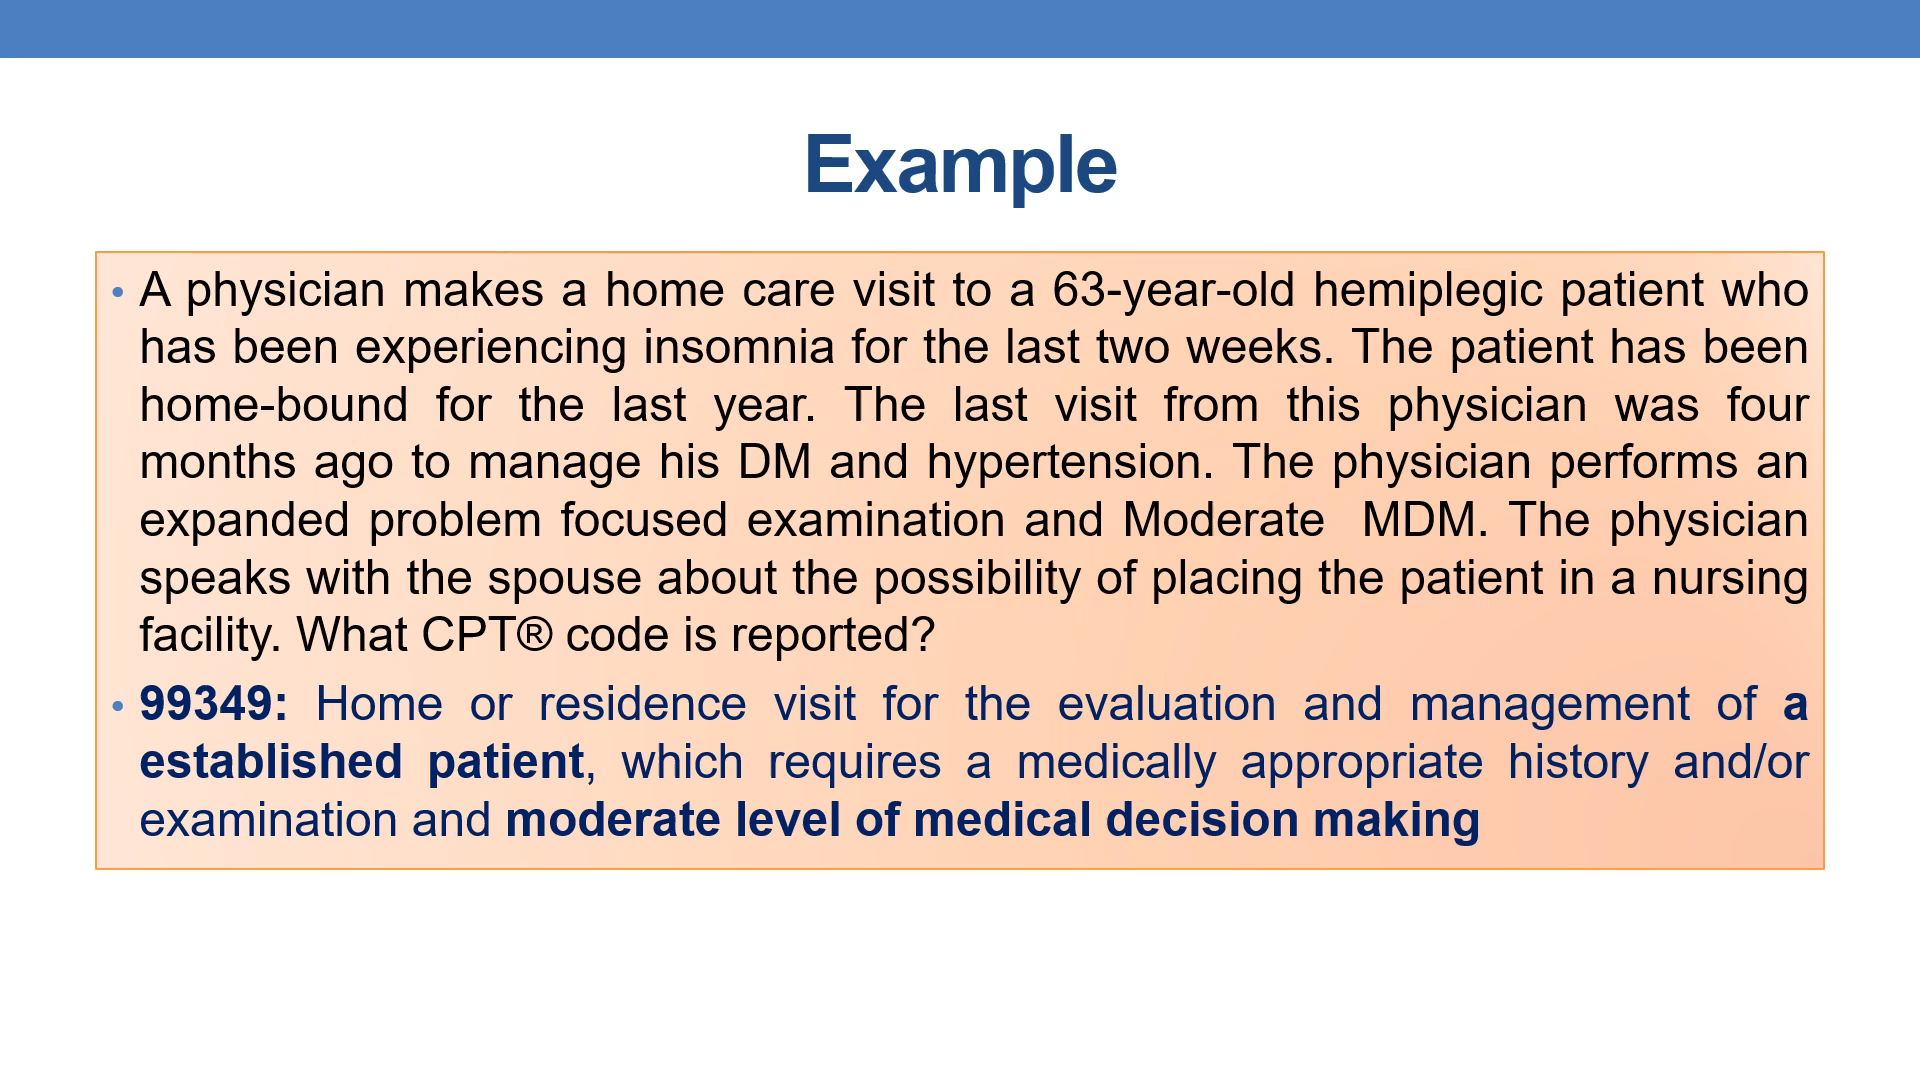 Example
• A physician makes a home care visit to a 63-year-old hemiplegic patient who
has been experiencing insomnia for the last two weeks. The patient has been
home-bound for the last year. The last visit from this physician was four
months ago to manage his DM and hypertension. The physician performs an
expanded problem focused examination and Moderate  MDM. The physician
speaks with the spouse about the possibility of placing the patient in a nursing
facility. What CPT® code is reported?
• 99349: Home or residence visit for the evaluation and management of a
established patient, which requires a medically appropriate history and/or
examination and moderate level of medical decision making